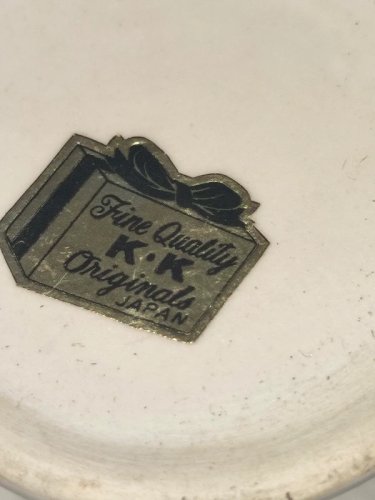 Fine Quality
K·K
Originals
JAPAN